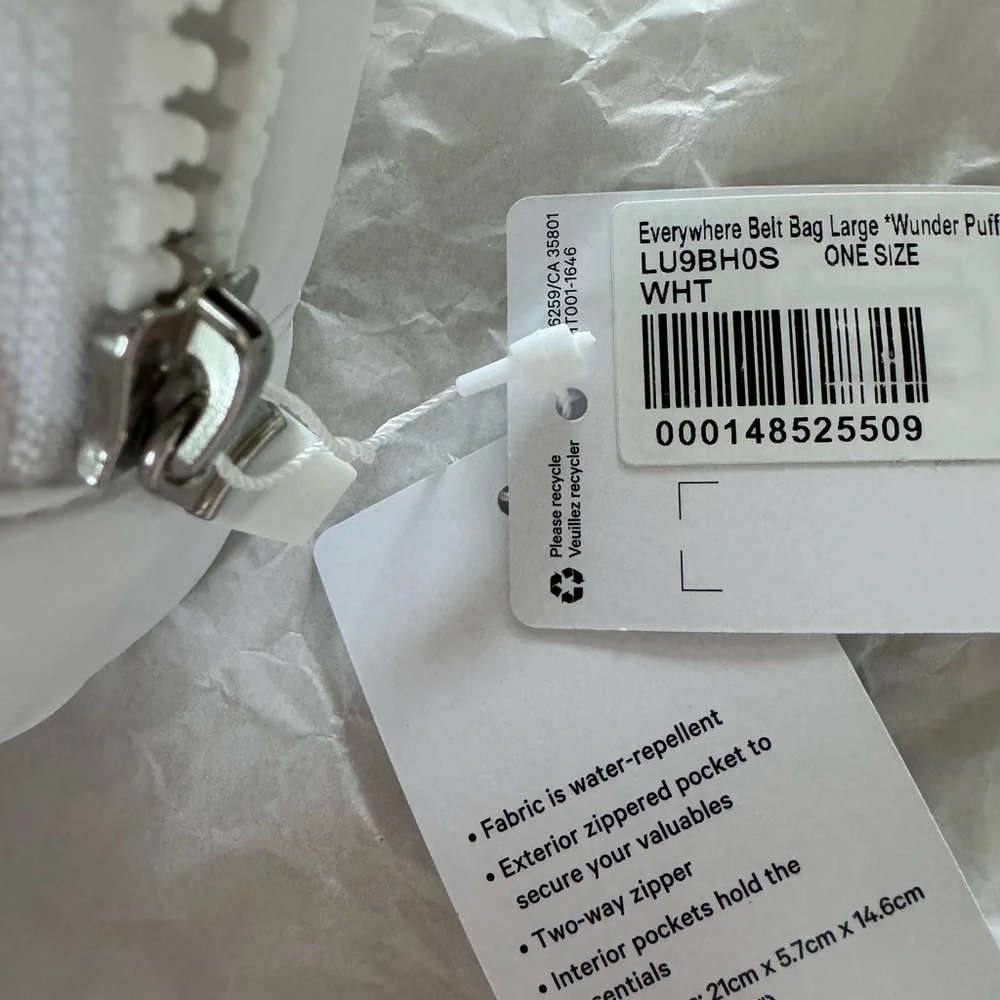 Everywhere Belt Bag Large *Wunder Puff
LU9BH0S ONE SIZE
WHT
000148525509
6259/CA 35801
1T001-1646
Please recycle
Veuillez recycler
• Fabric is water-repellent
• Exterior zippered pocket to
secure your valuables
• Two-way zipper
• Interior pockets hold the
sentials
: 21cm x 5.7cm x 14.6cm